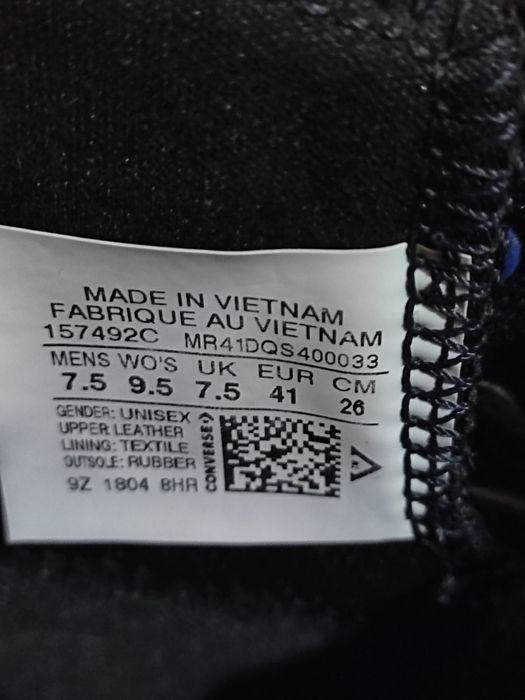 MADE IN VIETNAM
FABRIQUE AU VIETNAM
157492C MR41DQS400033
MENS WO'S UK EUR CM
7.5 9.5 7.5 41 26
GENDER: UNISEX
UPPER LEATHER
LINING: TEXTILE
OUTSOLE: RUBBER
9Z 1804 8HR
CONVERSE